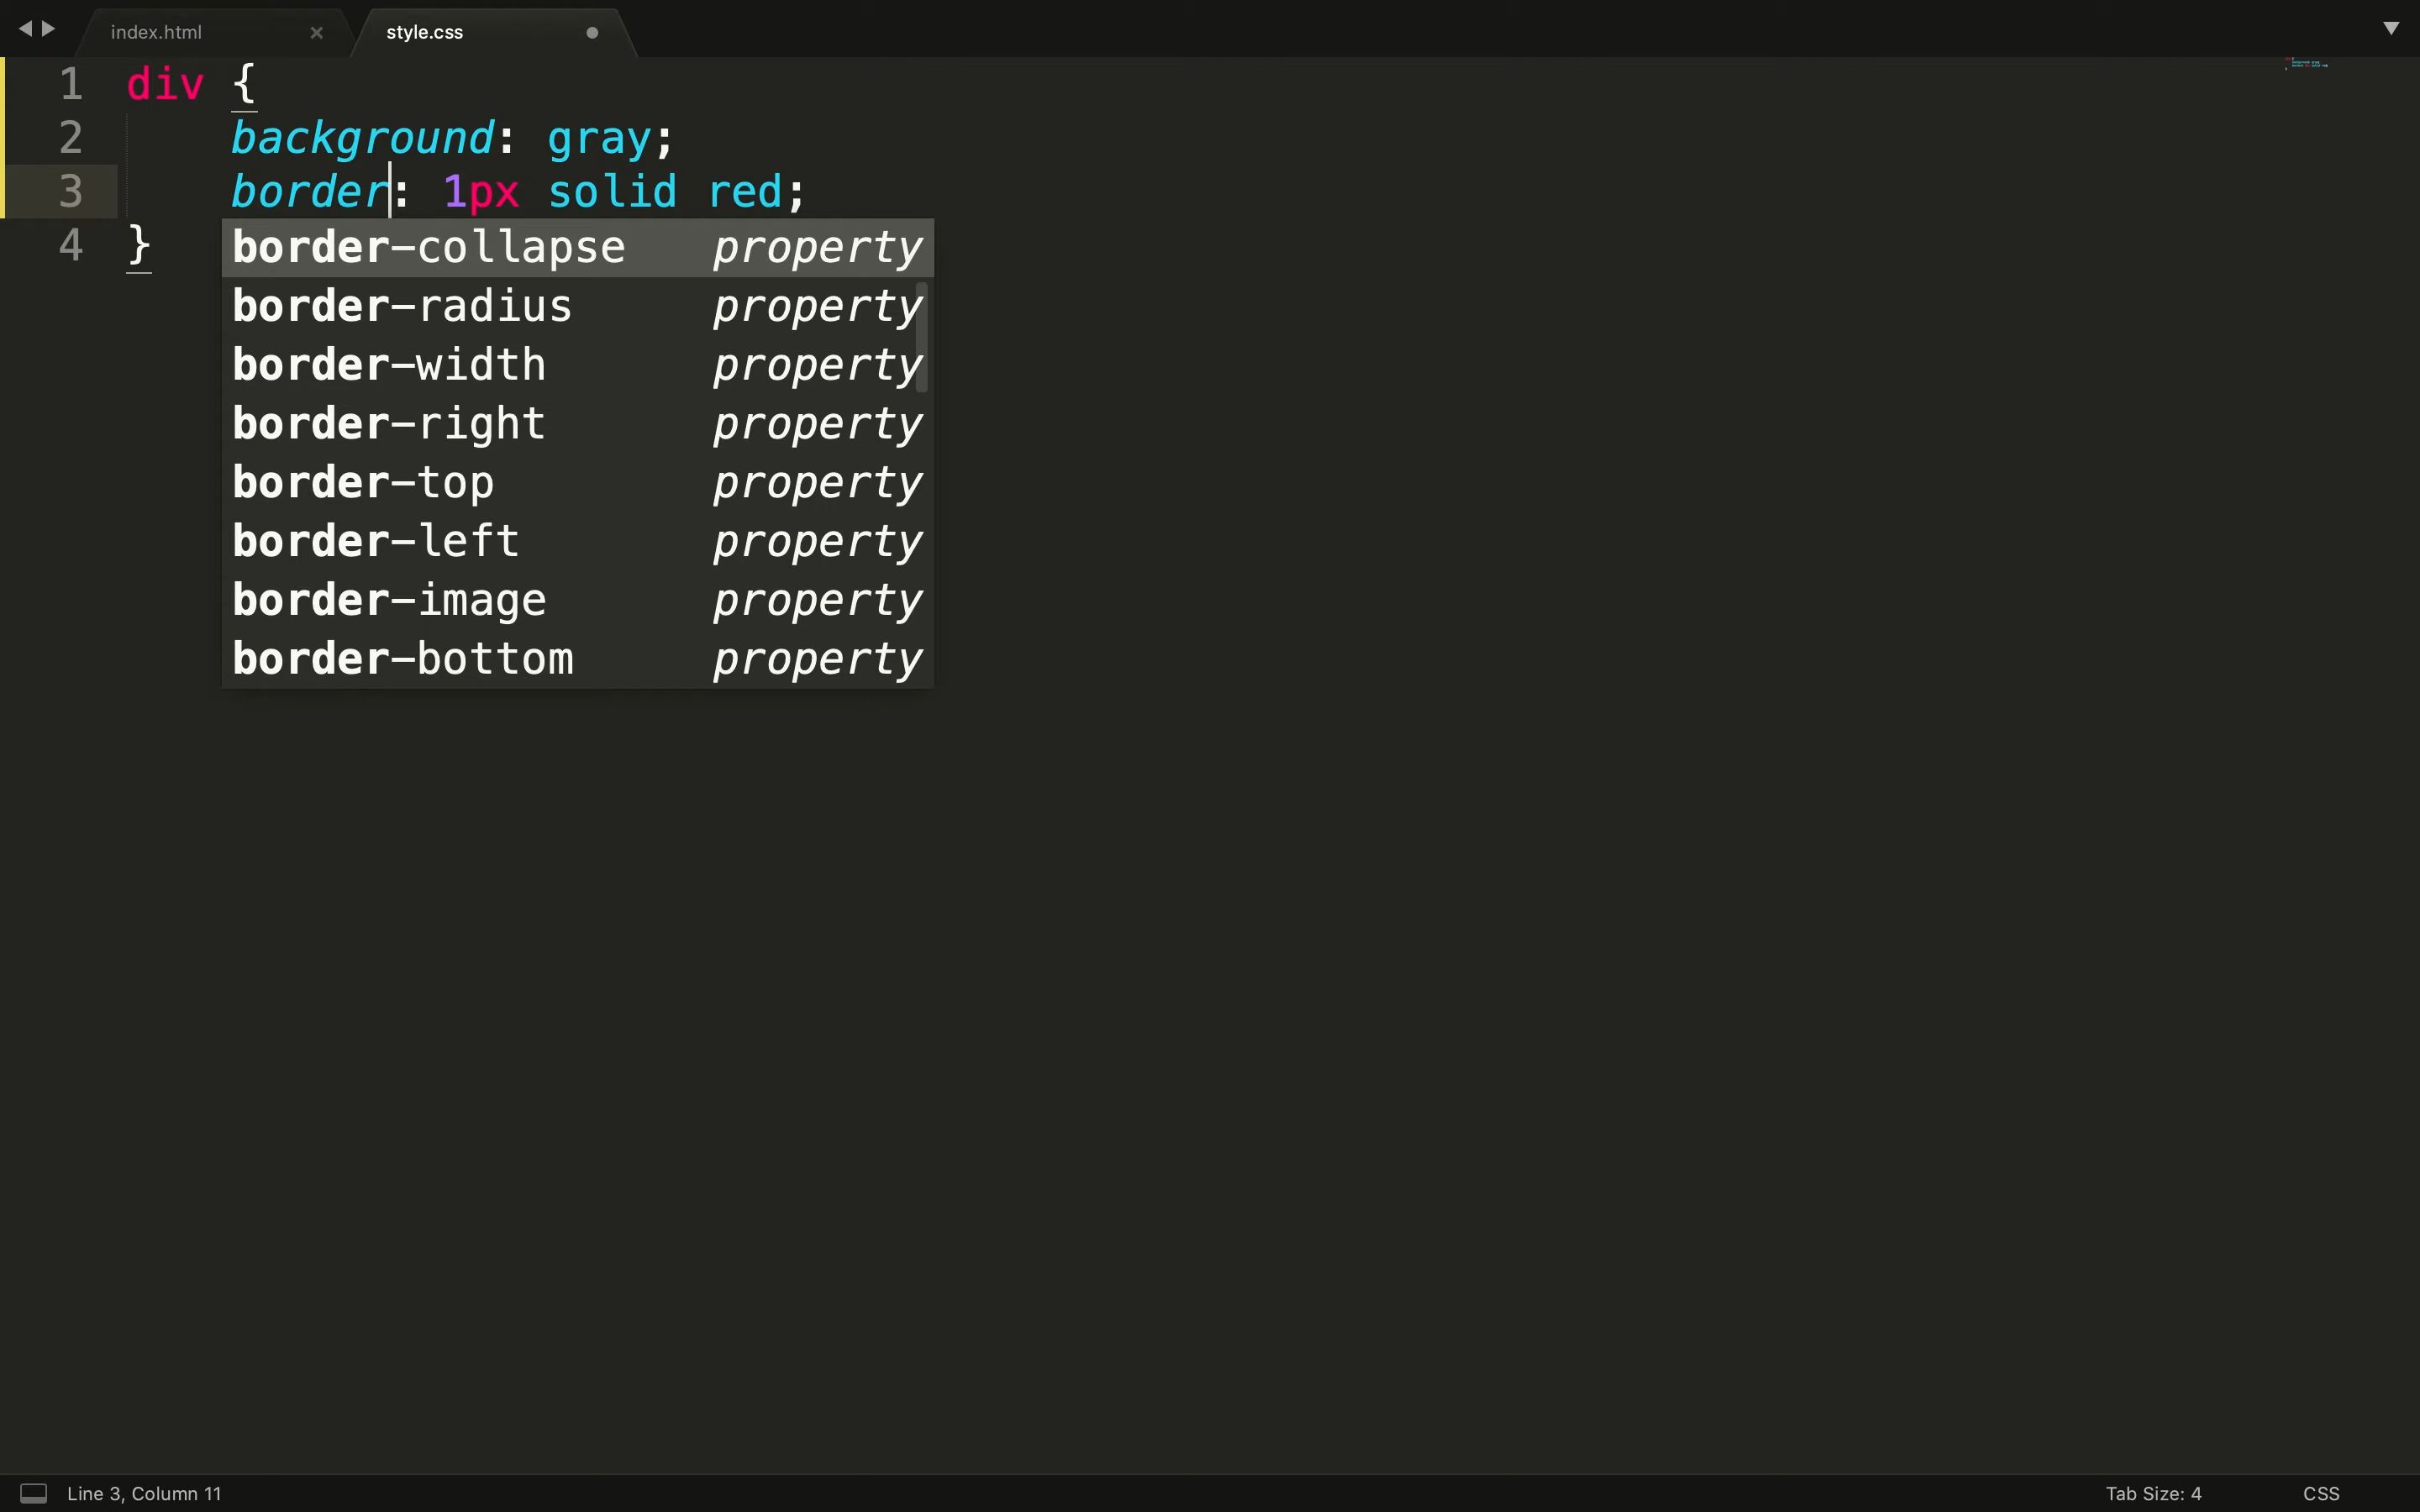 index.html style.css
1 div {
2 background: gray;
3 border: 1px solid red;
4 }
border-collapse property
border-radius property
border-width property
border-right property
border-top property
border-left property
border-image property
border-bottom property
Line 3, Column 11 Tab Size: 4 CSS